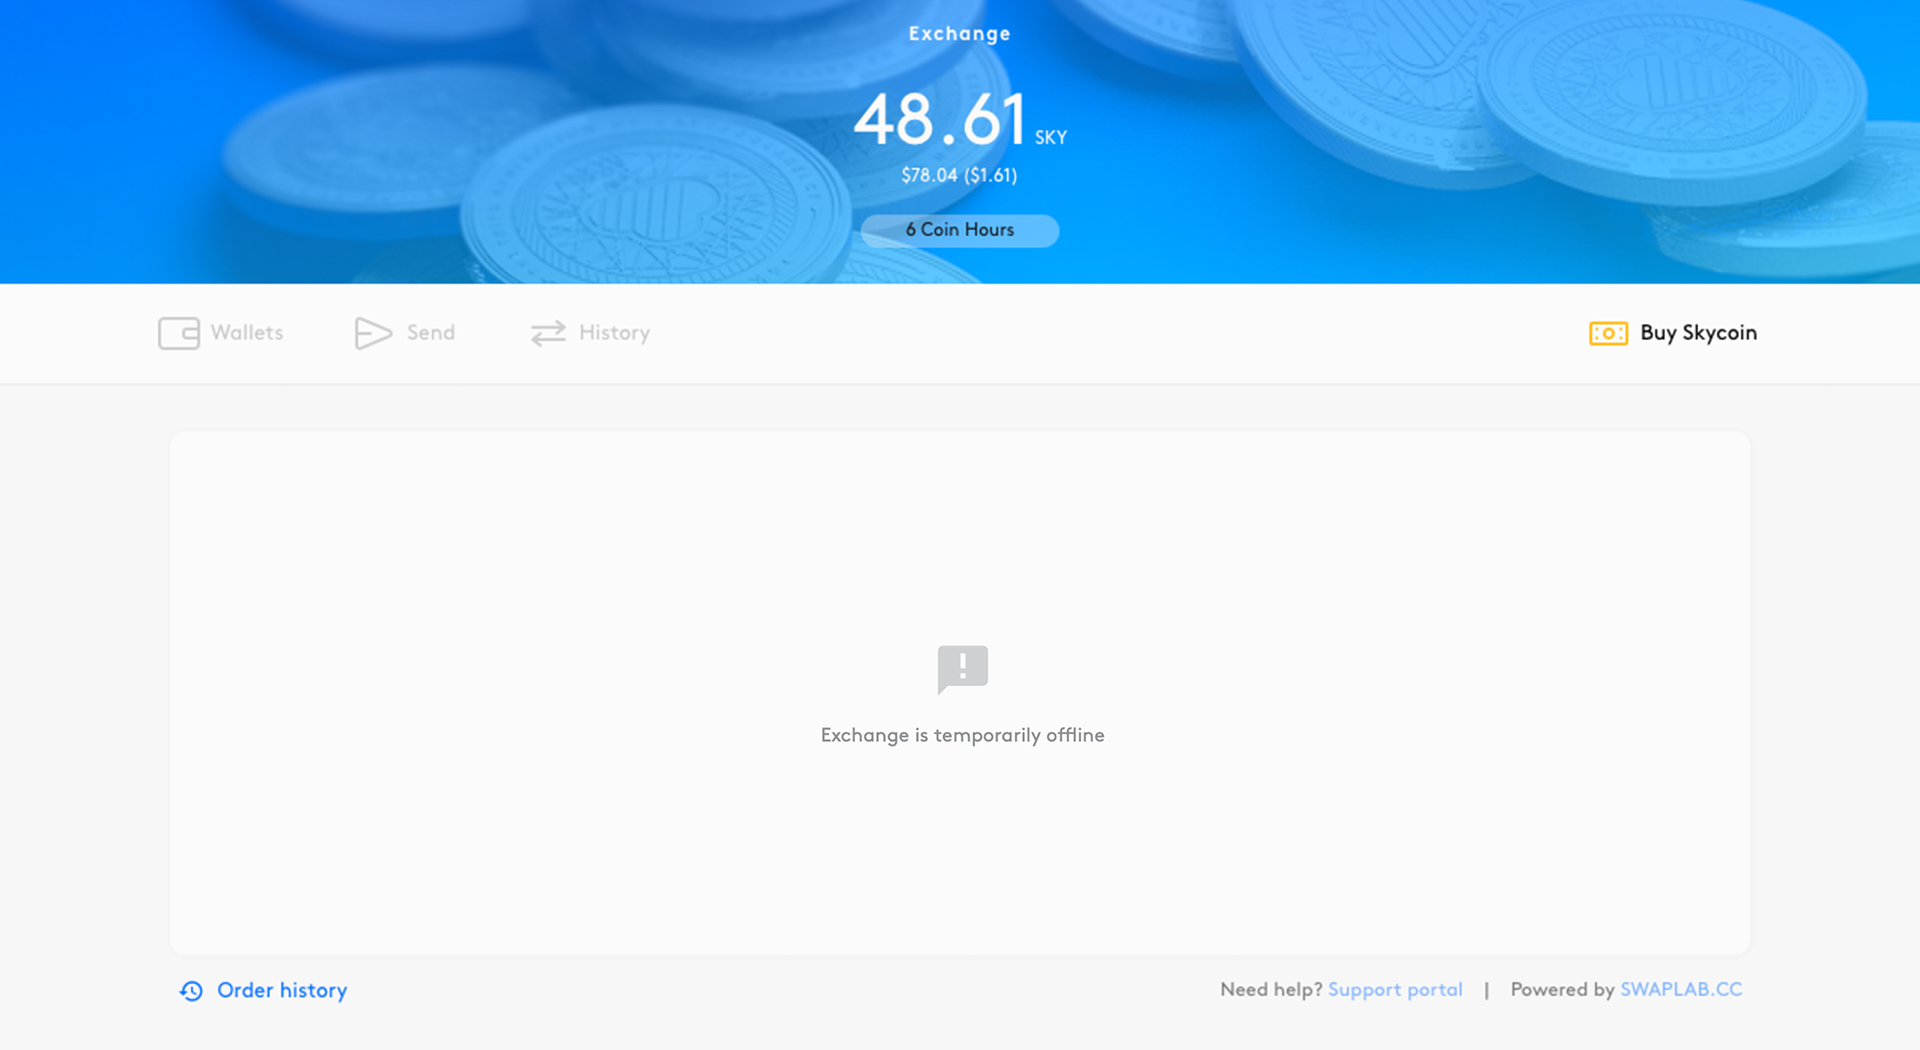 Exchange
48.61 SKY
$78.04 ($1.61)
6 Coin Hours
Wallets
Send
History
Buy Skycoin
Exchange is temporarily offline
Order history
Need help? Support portal | Powered by SWAPLAB.CC